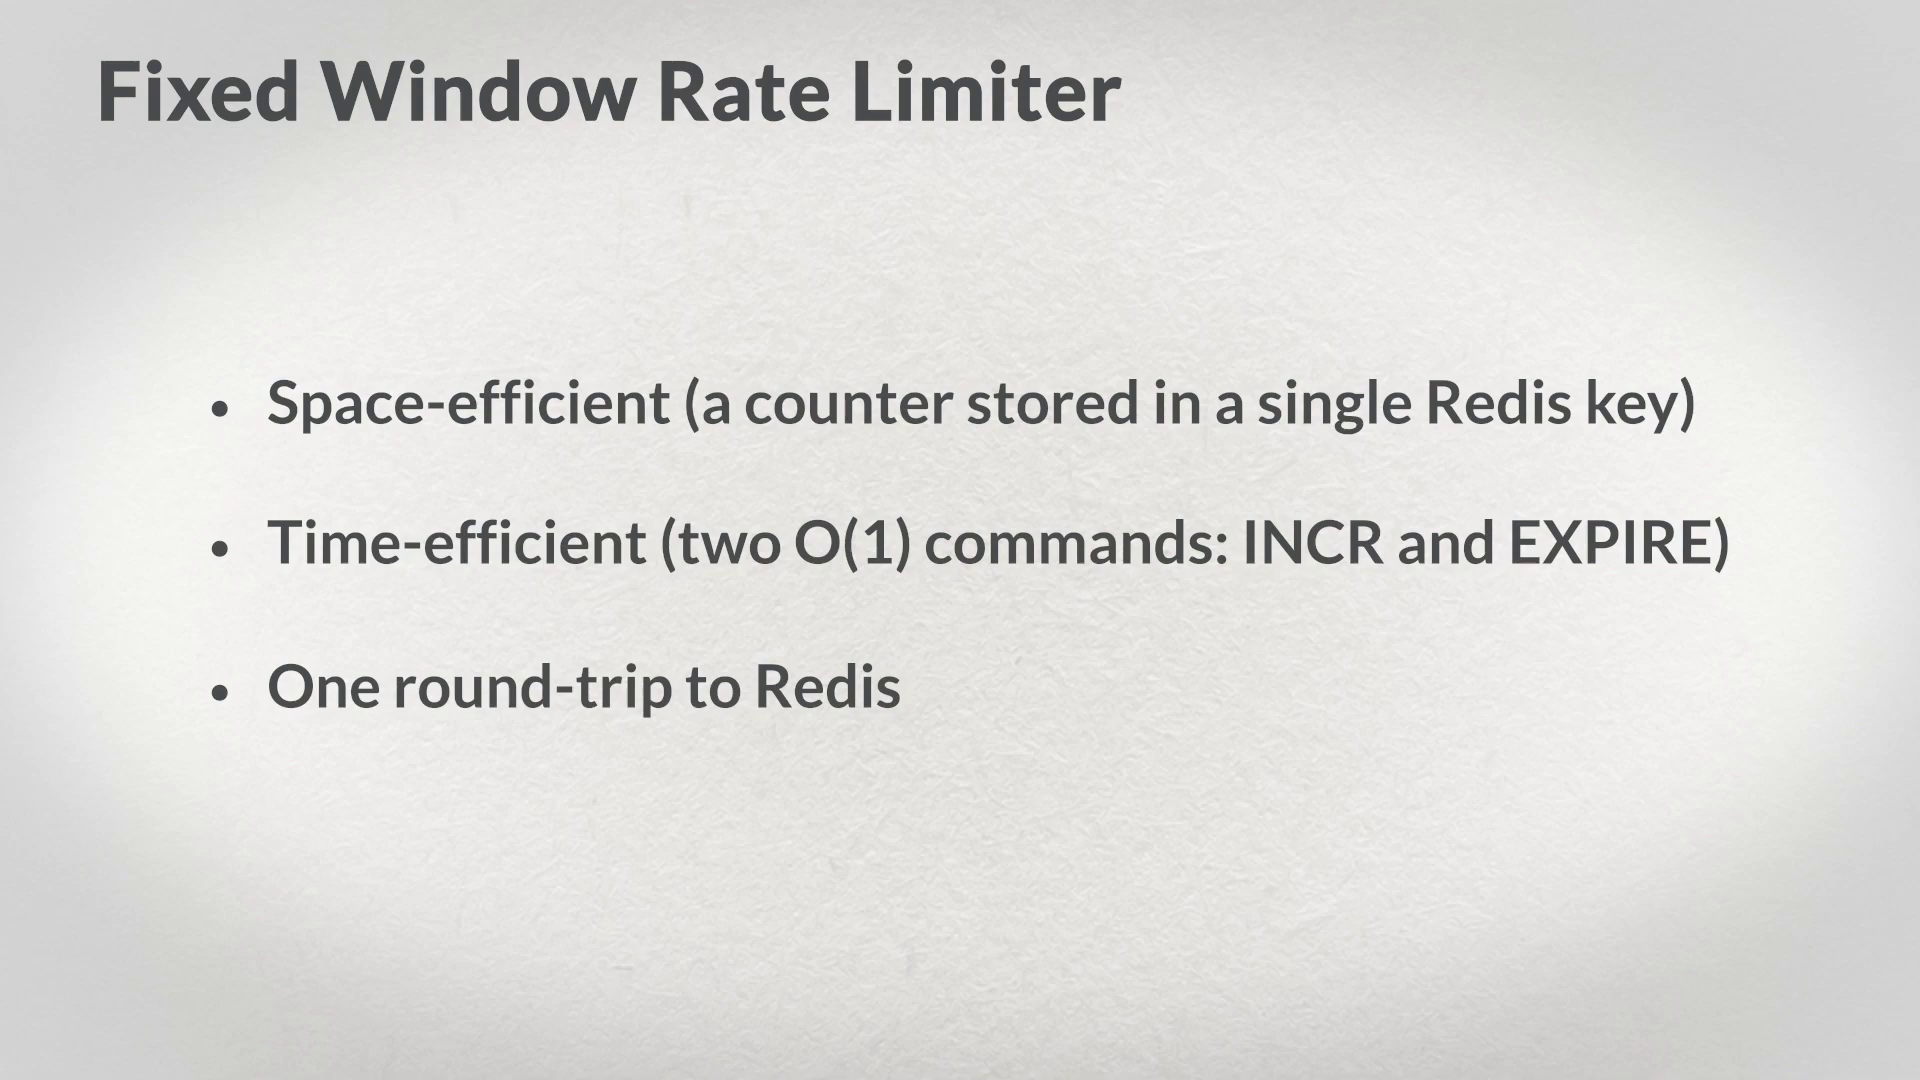 Fixed Window Rate Limiter
• Space-efficient (a counter stored in a single Redis key)
• Time-efficient (two O(1) commands: INCR and EXPIRE)
• One round-trip to Redis